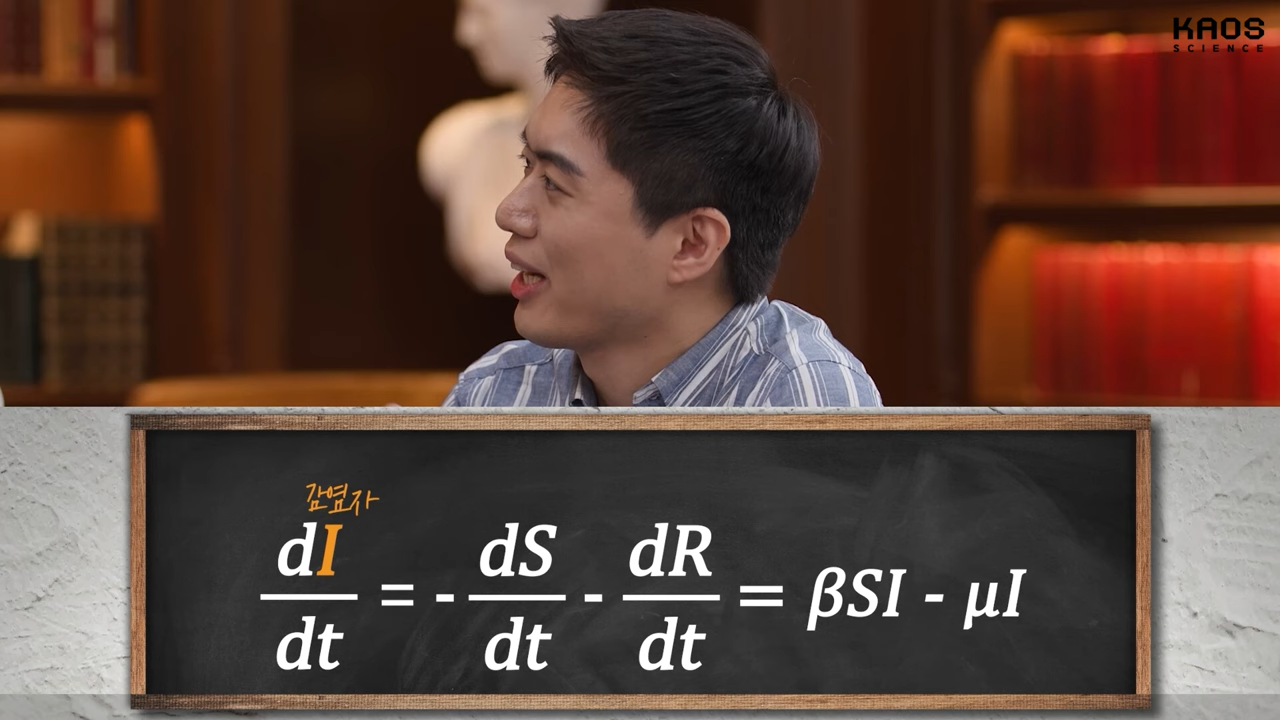 KAOS
SCIENCE
감염자
dI/dt = - dS/dt - dR/dt = βSI - μI